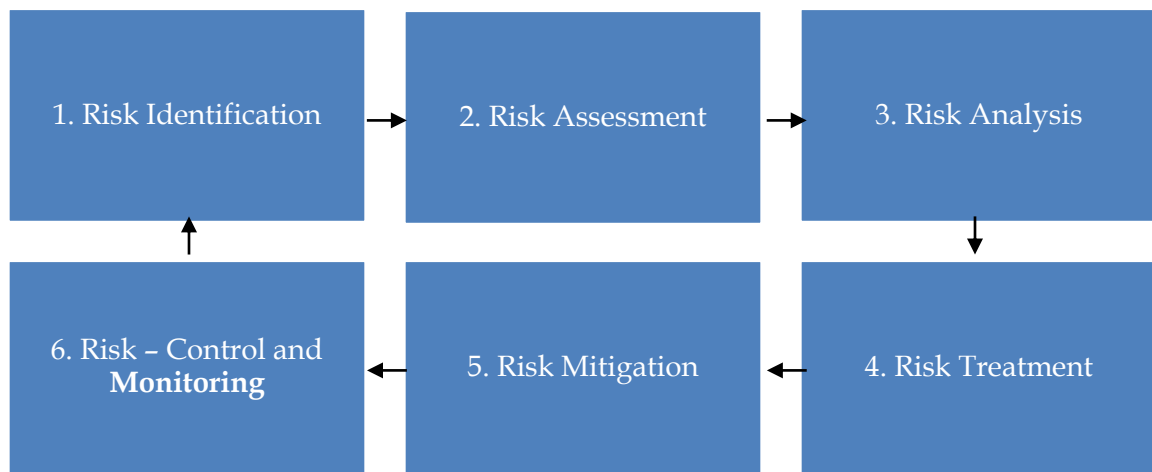 1. Risk Identification
2. Risk Assessment
3. Risk Analysis
4. Risk Treatment
5. Risk Mitigation
6. Risk – Control and
Monitoring